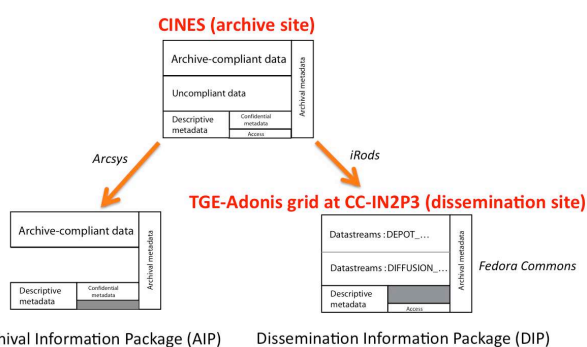 CINES (archive site)
Archive-compliant data
Archival metadata
Uncompliant data
Descriptive
metadata
Confidential
metadata
Access
Arcsys
iRods
TGE-Adonis grid at CC-IN2P3 (dissemination site)
Archive-compliant data
Archival metadata
Descriptive
metadata
Confidential
metadata
Datastreams :DEPOT_...
Datastreams :DIFFUSION_...
Archival metadata
Descriptive
metadata
Access
Fedora Commons
Information Package (AIP)
Dissemination Information Package (DIP)